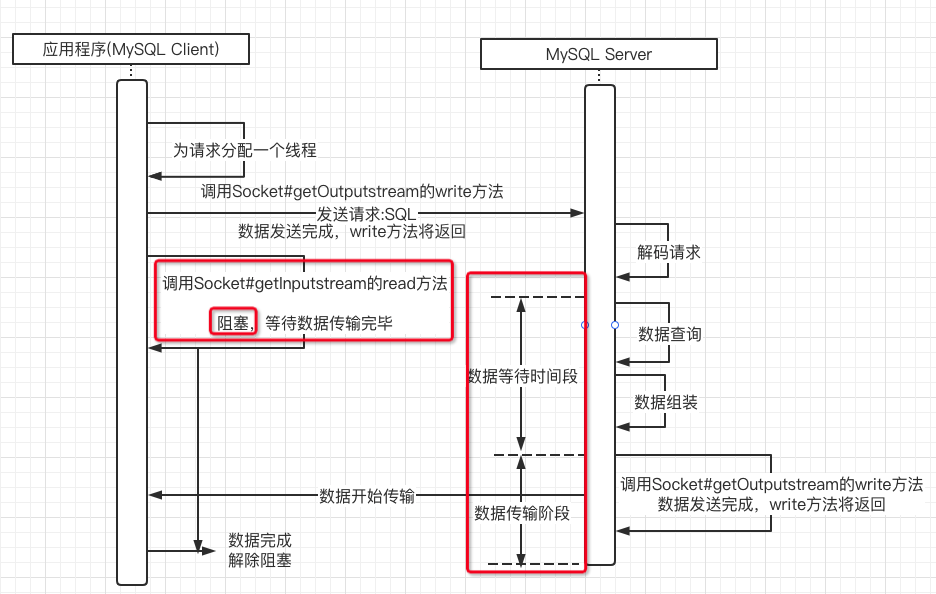 应用程序(MySQL Client)
MySQL Server
为请求分配一个线程
调用Socket#getOutputstream的write方法
发送请求:SQL
数据发送完成，write方法将返回
解码请求
调用Socket#getInputstream的read方法
阻塞，等待数据传输完毕
数据查询
数据等待时间段
数据组装
调用Socket#getOutputstream的write方法
数据发送完成，write方法将返回
数据开始传输
数据传输阶段
数据完成
解除阻塞